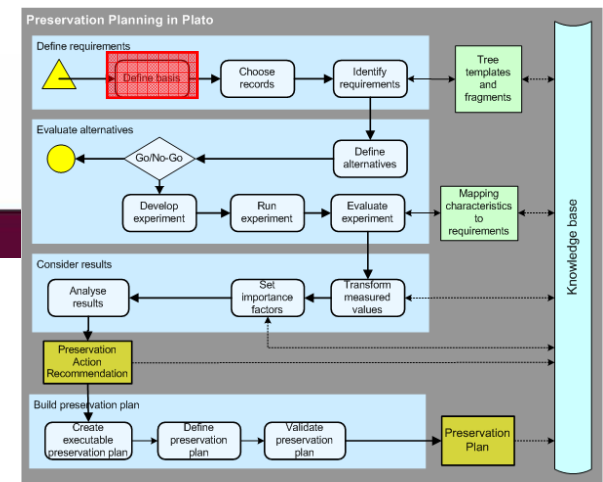 Preservation Planning in Plato
Define requirements
Define basis
Choose
records
Identify
requirements
Tree
templates
and
fragments
Evaluate alternatives
Go/No-Go
Define
alternatives
Develop
experiment
Run
experiment
Evaluate
experiment
Mapping
characteristics
to
requirements
Knowledge base
Consider results
Analyse
results
Set
importance
factors
Transform
measured
values
Preservation
Action
Recommendation
Build preservation plan
Create
executable
preservation plan
Define
preservation
plan
Validate
preservation
plan
Preservation
Plan